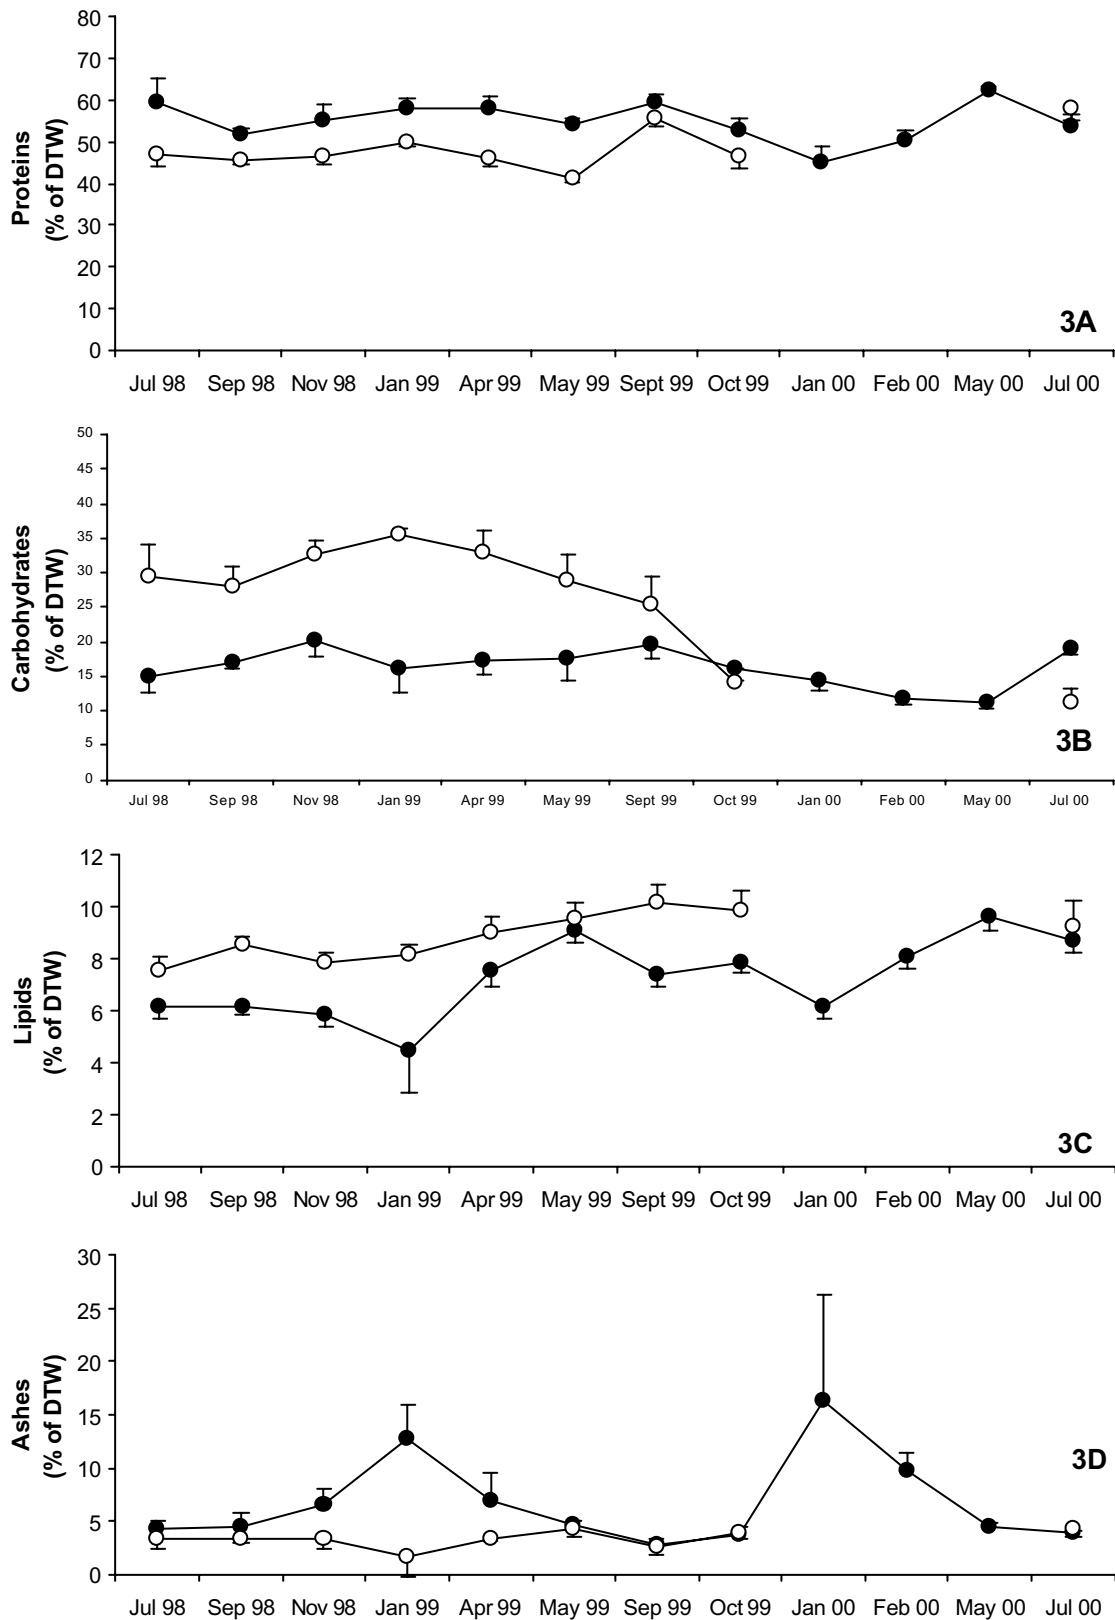 80
70
60
50
40
30
20
10
0
Proteins
(% of DTW)
3A
Jul 98 Sep 98 Nov 98 Jan 99 Apr 99 May 99 Sept 99 Oct 99 Jan 00 Feb 00 May 00 Jul 00
50
45
40
35
30
25
20
15
10
5
0
Carbohydrates
(% of DTW)
3B
Jul 98 Sep 98 Nov 98 Jan 99 Apr 99 May 99 Sept 99 Oct 99 Jan 00 Feb 00 May 00 Jul 00
12
10
8
6
4
2
0
Lipids
(% of DTW)
3C
Jul 98 Sep 98 Nov 98 Jan 99 Apr 99 May 99 Sept 99 Oct 99 Jan 00 Feb 00 May 00 Jul 00
30
25
20
15
10
5
0
Ashes
(% of DTW)
3D
Jul 98 Sep 98 Nov 98 Jan 99 Apr 99 May 99 Sept 99 Oct 99 Jan 00 Feb 00 May 00 Jul 00